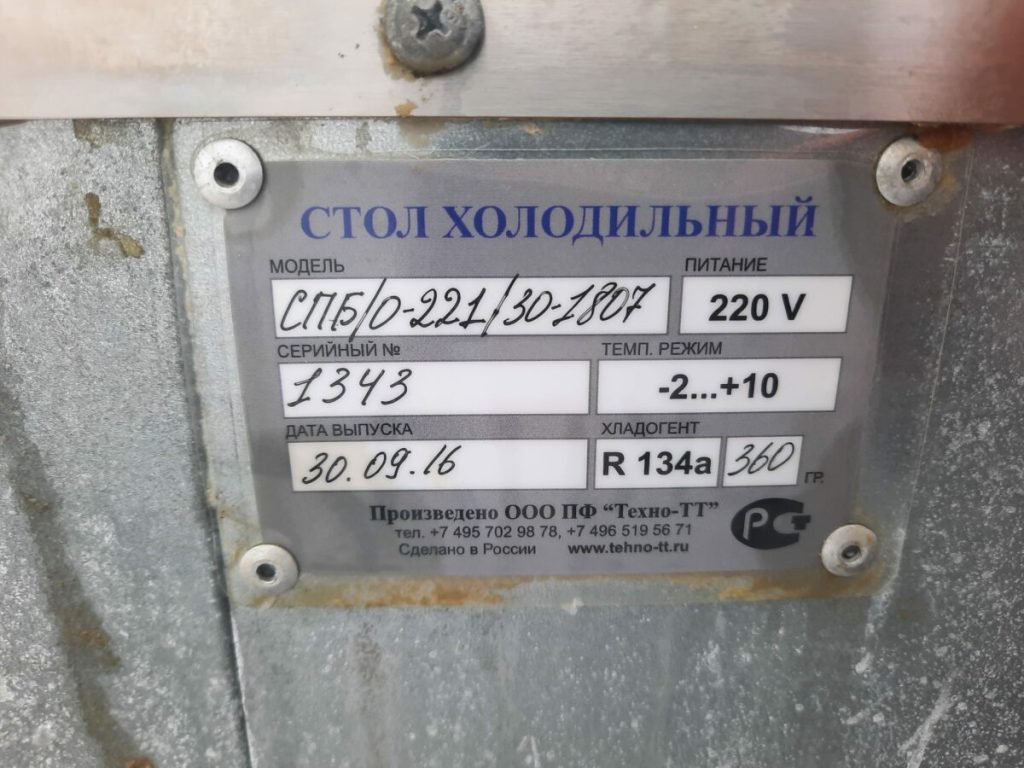 СТОЛ ХОЛОДИЛЬНЫЙ
МОДЕЛЬ ПИТАНИЕ
СПБ/О-221/30-1807 220 V
СЕРИЙНЫЙ № ТЕМП. РЕЖИМ
1343 -2...+10
ДАТА ВЫПУСКА ХЛАДОГЕНТ
30.09.16 R 134a 360 ГР.
Произведено ООО ПФ “Техно-ТТ”
тел. +7 495 702 98 78, +7 496 519 56 71
Сделано в России www.tehno-tt.ru
РСТ